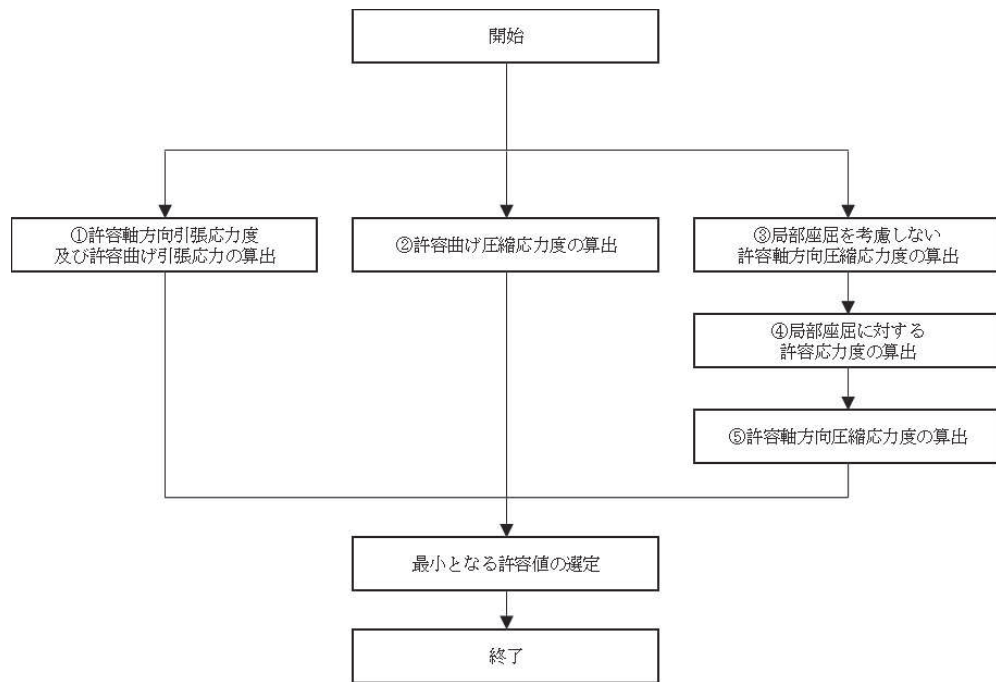 開始
①許容軸方向引張応力度
及び許容曲げ引張応力の算出
②許容曲げ圧縮応力度の算出
③局部座屈を考慮しない
許容軸方向圧縮応力度の算出
④局部座屈に対する
許容応力度の算出
⑤許容軸方向圧縮応力度の算出
最小となる許容値の選定
終了